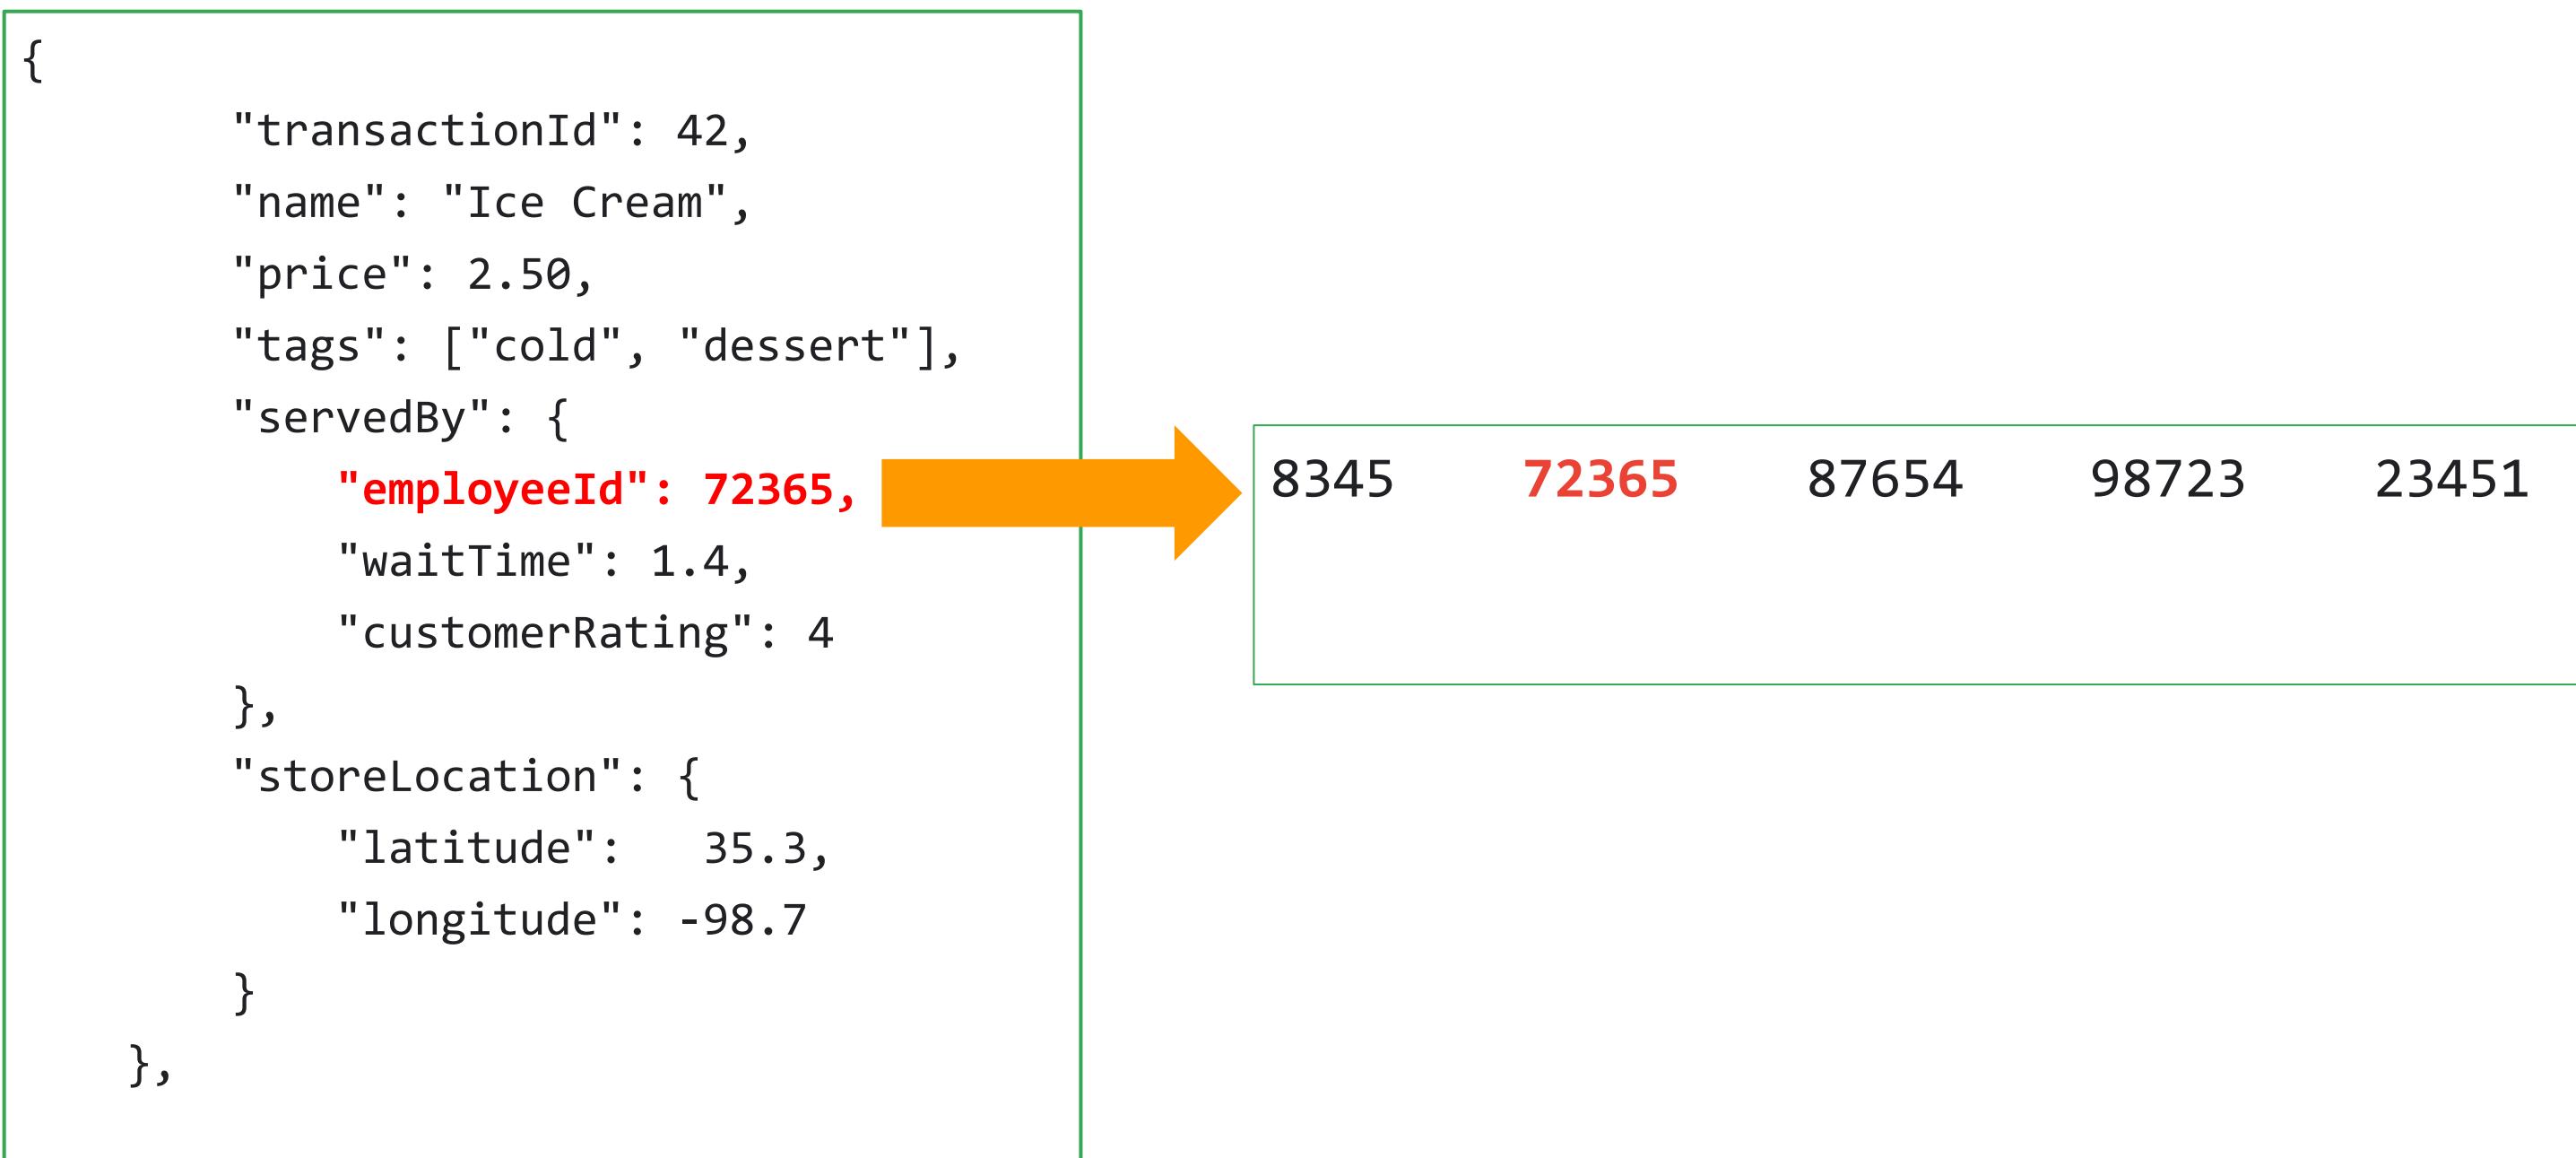 {
"transactionId": 42,
"name": "Ice Cream",
"price": 2.50,
"tags": ["cold", "dessert"],
"servedBy": {
"employeeId": 72365,
"waitTime": 1.4,
"customerRating": 4
},
"storeLocation": {
"latitude":   35.3,
"longitude": -98.7
}
},
8345 72365 87654 98723 23451